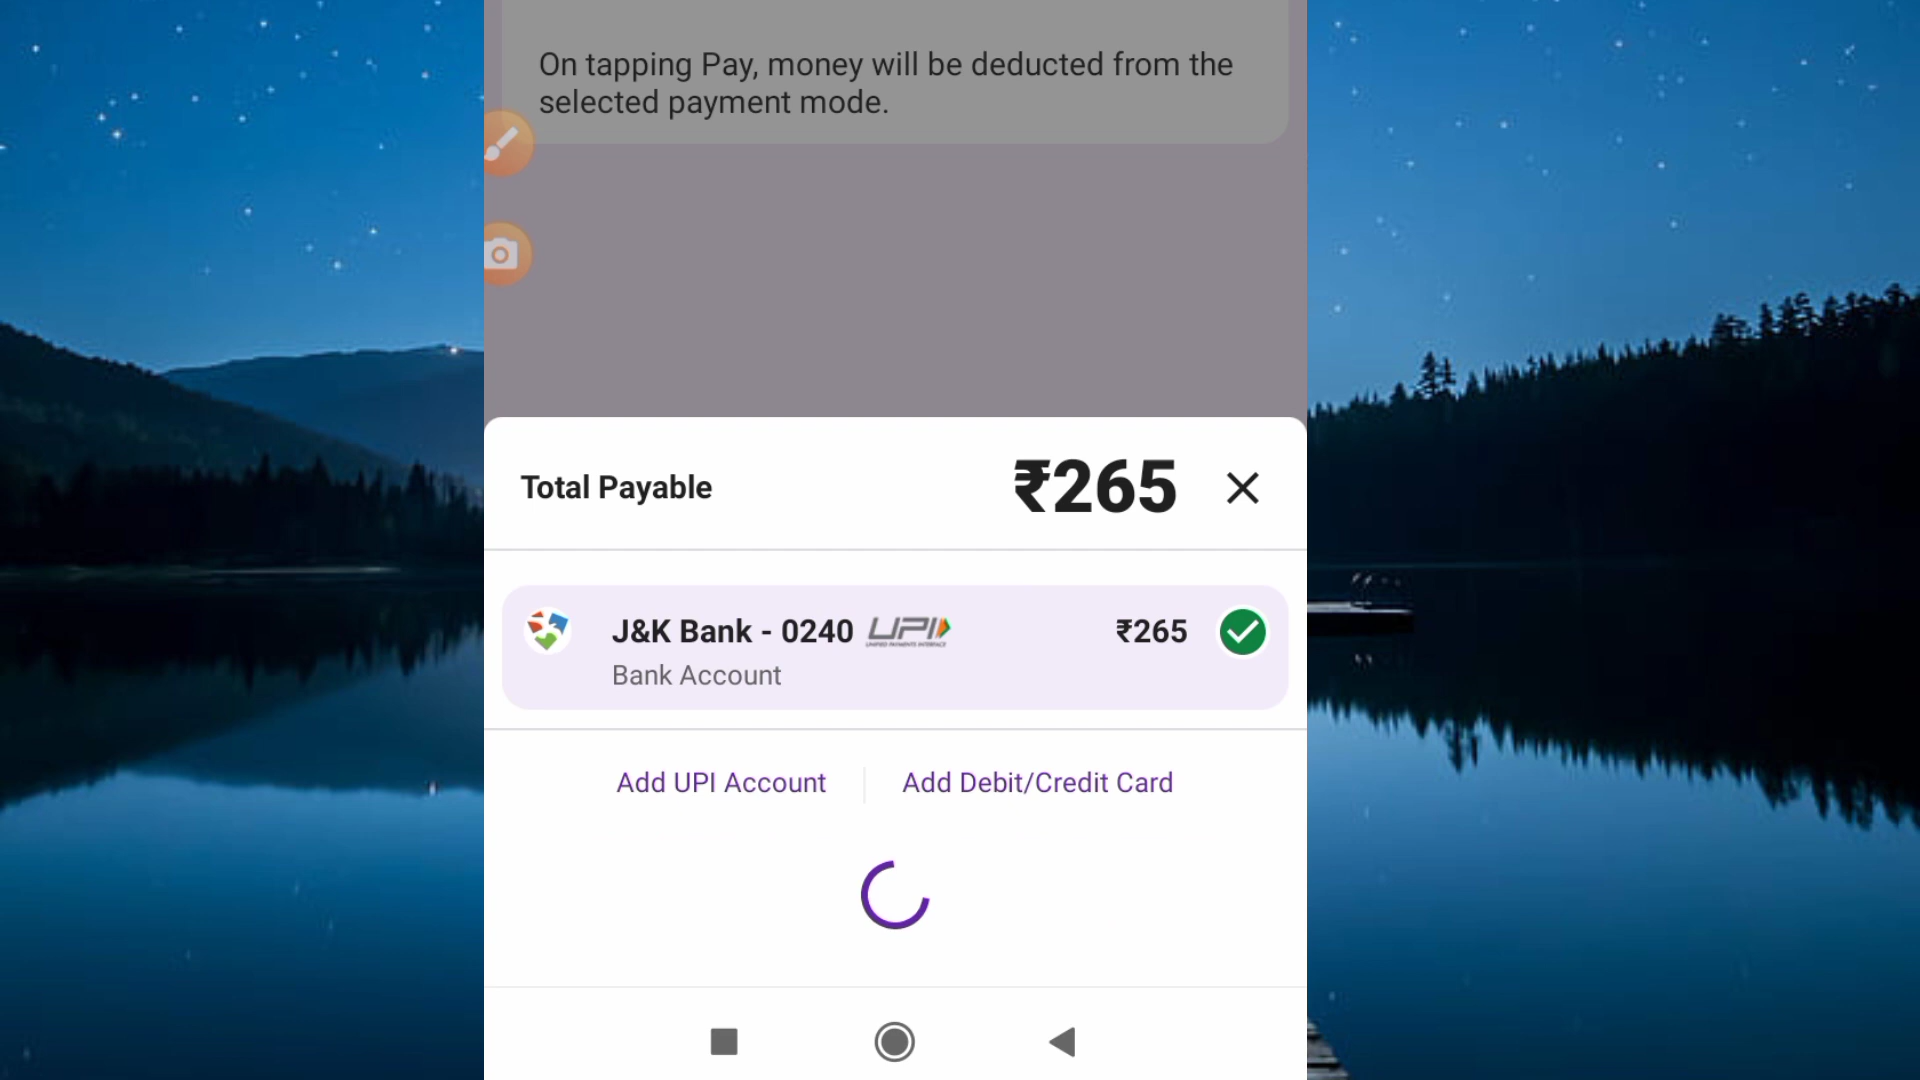 On tapping Pay, money will be deducted from the
selected payment mode.
Total Payable
₹265
J&K Bank - 0240
UPI
UNIFIED PAYMENTS INTERFACE
₹265
Bank Account
Add UPI Account
Add Debit/Credit Card